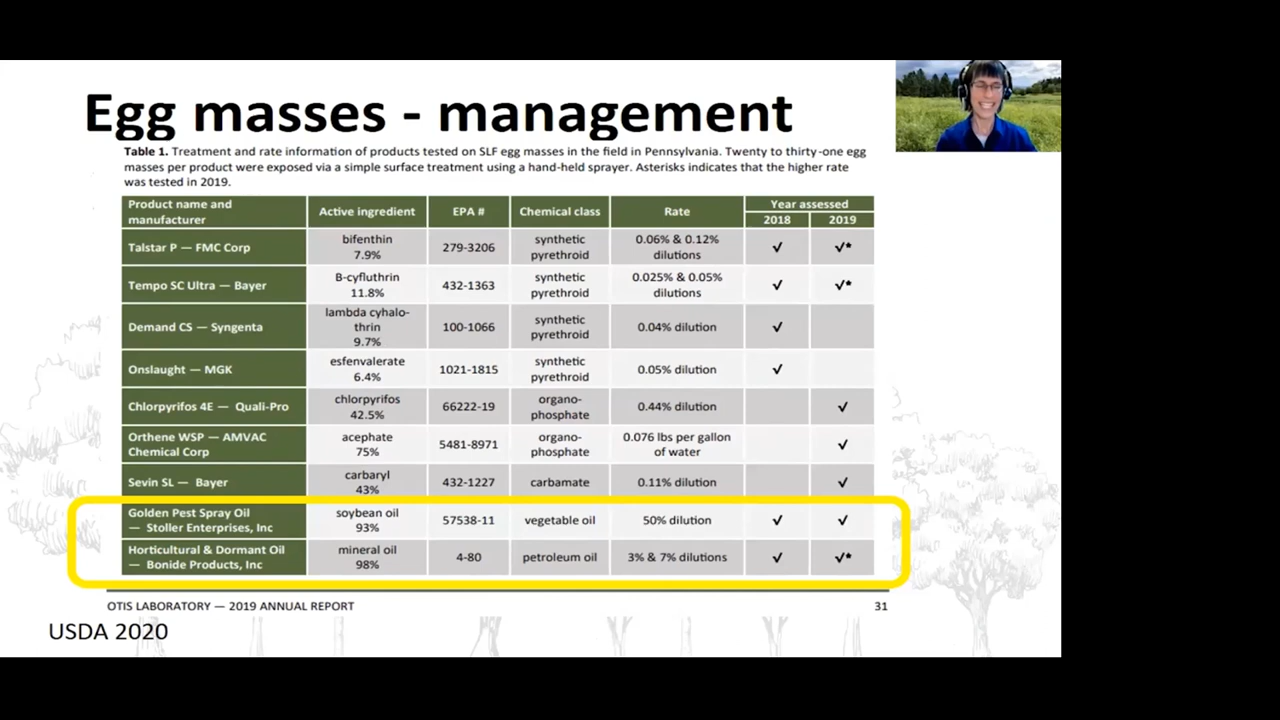 Egg masses - management
Table 1. Treatment and rate information of products tested on SLF egg masses in the field in Pennsylvania. Twenty to thirty-one egg
masses per product were exposed via a simple surface treatment using a hand-held sprayer. Asterisks indicates that the higher rate
was tested in 2019.
Product name and
manufacturer
Active ingredient
EPA #
Chemical class
Rate
Year assessed
2018
2019
Talstar P — FMC Corp
bifenthin
7.9%
279-3206
synthetic
pyrethroid
0.06% & 0.12%
dilutions
✓
✓*
Tempo SC Ultra — Bayer
B-cyfluthrin
11.8%
432-1363
synthetic
pyrethroid
0.025% & 0.05%
dilutions
✓
✓*
Demand CS — Syngenta
lambda cyhalo-
thrin
9.7%
100-1066
synthetic
pyrethroid
0.04% dilution
✓
Onslaught — MGK
esfenvalerate
6.4%
1021-1815
synthetic
pyrethroid
0.05% dilution
✓
Chlorpyrifos 4E — Quali-Pro
chlorpyrifos
42.5%
66222-19
organo-
phosphate
0.44% dilution
✓
Orthene WSP — AMVAC
Chemical Corp
acephate
75%
5481-8971
organo-
phosphate
0.076 lbs per gallon
of water
✓
Sevin SL — Bayer
carbaryl
43%
432-1227
carbamate
0.11% dilution
✓
Golden Pest Spray Oil
— Stoller Enterprises, Inc
soybean oil
93%
57538-11
vegetable oil
50% dilution
✓
✓
Horticultural & Dormant Oil
— Bonide Products, Inc
mineral oil
98%
4-80
petroleum oil
3% & 7% dilutions
✓
✓*
OTIS LABORATORY — 2019 ANNUAL REPORT
31
USDA 2020